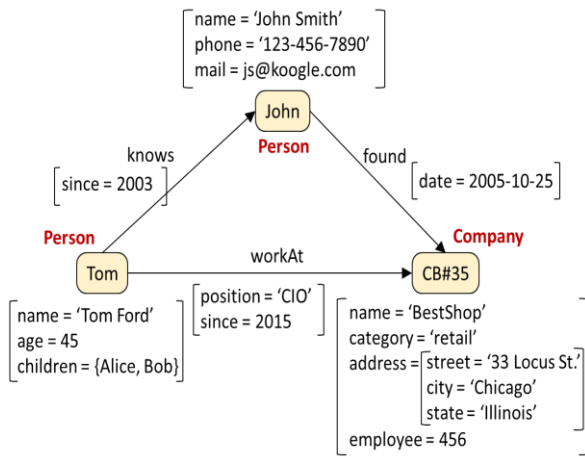 name = ‘John Smith’
phone = ‘123-456-7890’
mail = js@koogle.com
John
Person
knows
since = 2003
found
date = 2005-10-25
Person
Tom
workAt
Company
CB#35
name = ‘Tom Ford’
age = 45
children = {Alice, Bob}
position = ‘CIO’
since = 2015
name = ‘BestShop’
category = ‘retail’
address = street = ‘33 Locus St.’
city = ‘Chicago’
state = ‘Illinois’
employee = 456